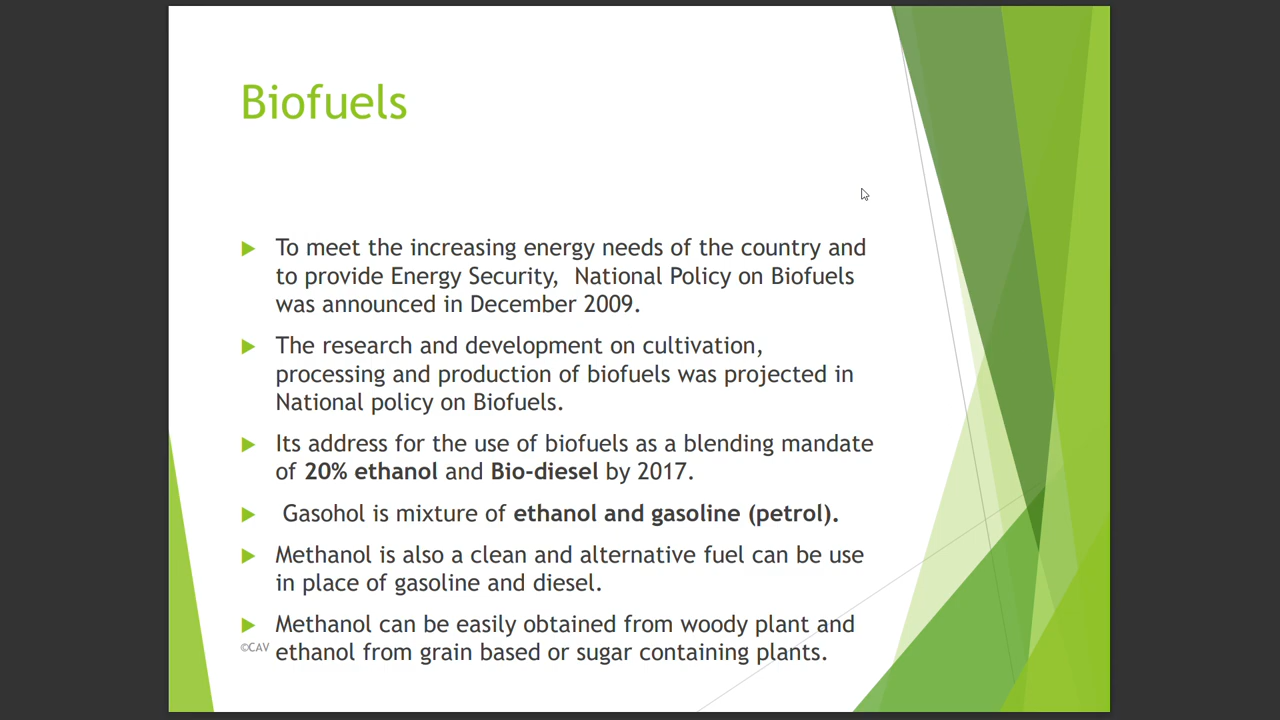 Biofuels
To meet the increasing energy needs of the country and
to provide Energy Security, National Policy on Biofuels
was announced in December 2009.
The research and development on cultivation,
processing and production of biofuels was projected in
National policy on Biofuels.
Its address for the use of biofuels as a blending mandate
of 20% ethanol and Bio-diesel by 2017.
Gasohol is mixture of ethanol and gasoline (petrol).
Methanol is also a clean and alternative fuel can be use
in place of gasoline and diesel.
Methanol can be easily obtained from woody plant and
ethanol from grain based or sugar containing plants.
©CAV